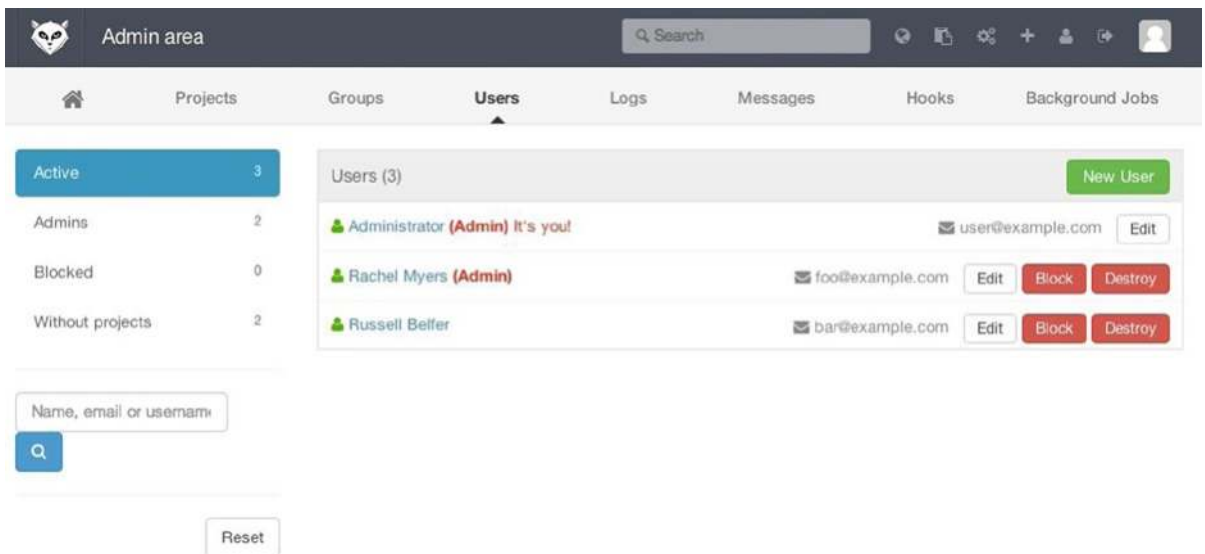 Admin area
Search
Projects Groups Users Logs Messages Hooks Background Jobs
Active 3
Admins 2
Blocked 0
Without projects 2
Name, email or usernam
Reset
Users (3) New User
Administrator (Admin) It's you! user@example.com Edit
Rachel Myers (Admin) foo@example.com Edit Block Destroy
Russell Belfer bar@example.com Edit Block Destroy